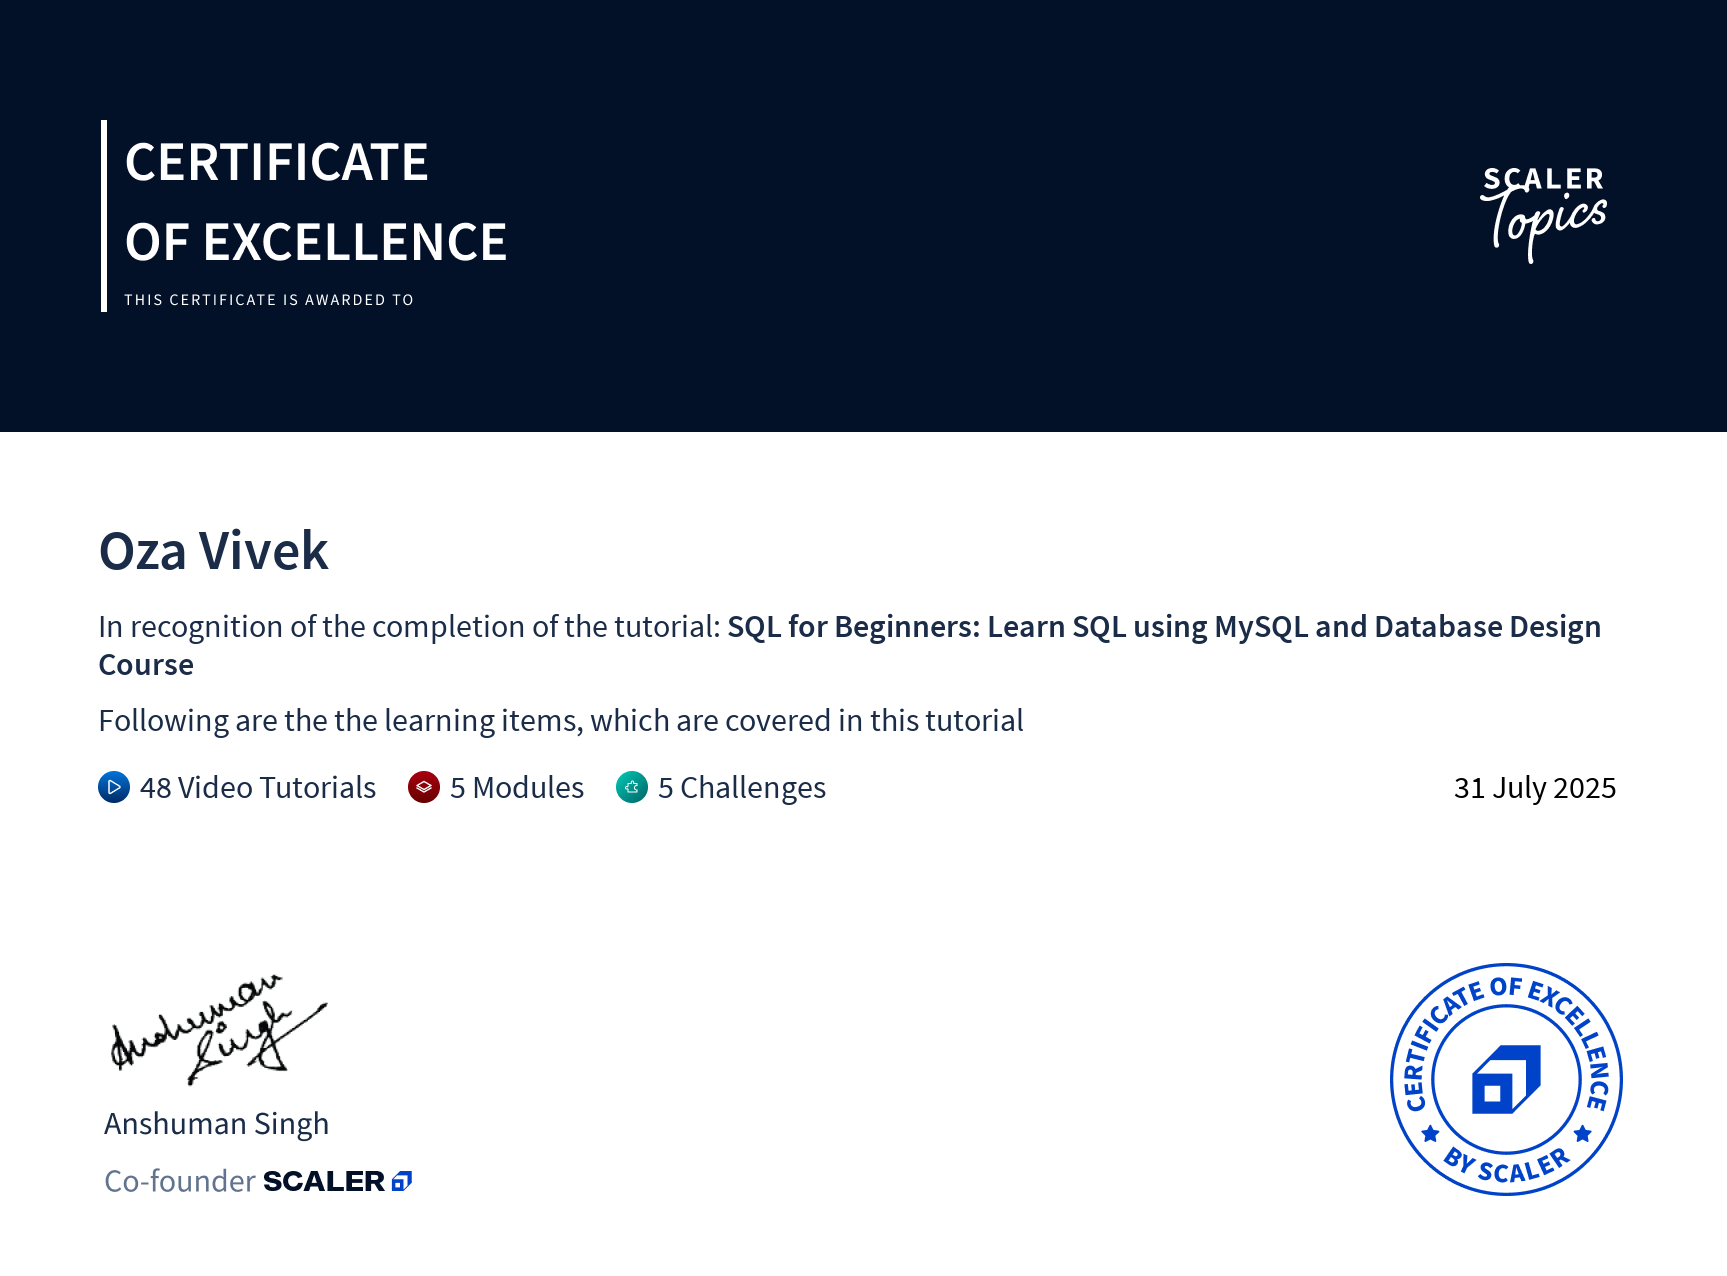 CERTIFICATE
OF EXCELLENCE
THIS CERTIFICATE IS AWARDED TO
SCALER
Topics
Oza Vivek
In recognition of the completion of the tutorial: SQL for Beginners: Learn SQL using MySQL and Database Design
Course
Following are the the learning items, which are covered in this tutorial
48 Video Tutorials 5 Modules 5 Challenges 31 July 2025
Anshuman
Singh
Anshuman Singh
Co-founder SCALER
CERTIFICATE OF EXCELLENCE
BY SCALER